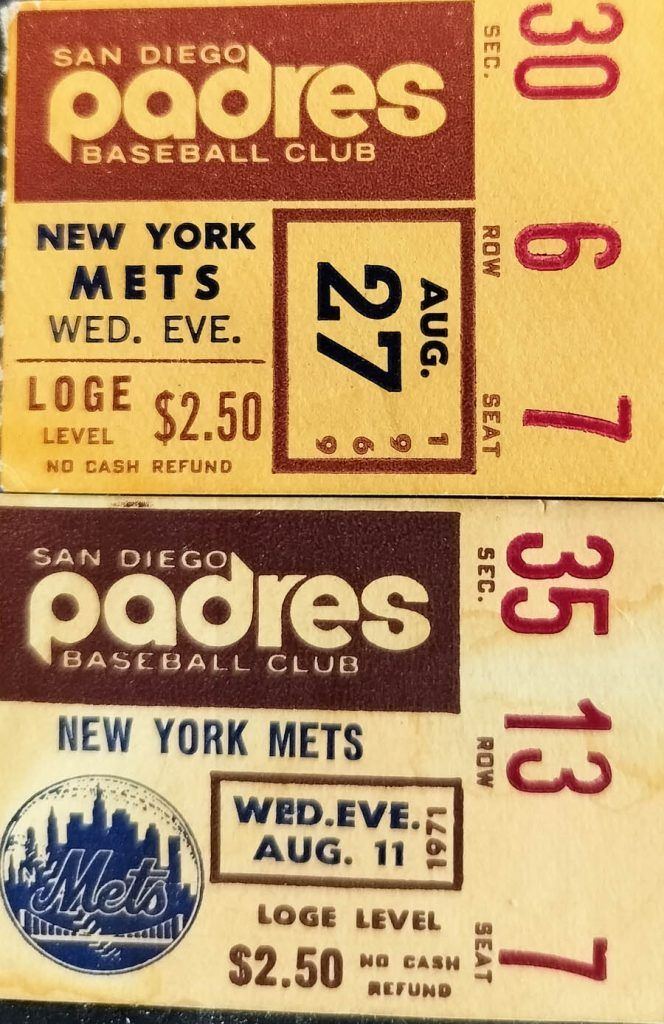 SAN DIEGO
padres
BASEBALL CLUB
NEW YORK
METS
WED. EVE.
LOGE
LEVEL
$2.50
NO CASH REFUND
AUG.
27
1969
SEC.
30
ROW
6
SEAT
7
SAN DIEGO
padres
BASEBALL CLUB
NEW YORK METS
Mets
WED.EVE.
AUG. 11
1971
LOGE LEVEL
$2.50
NO CASH
REFUND
SEC.
35
ROW
13
SEAT
7